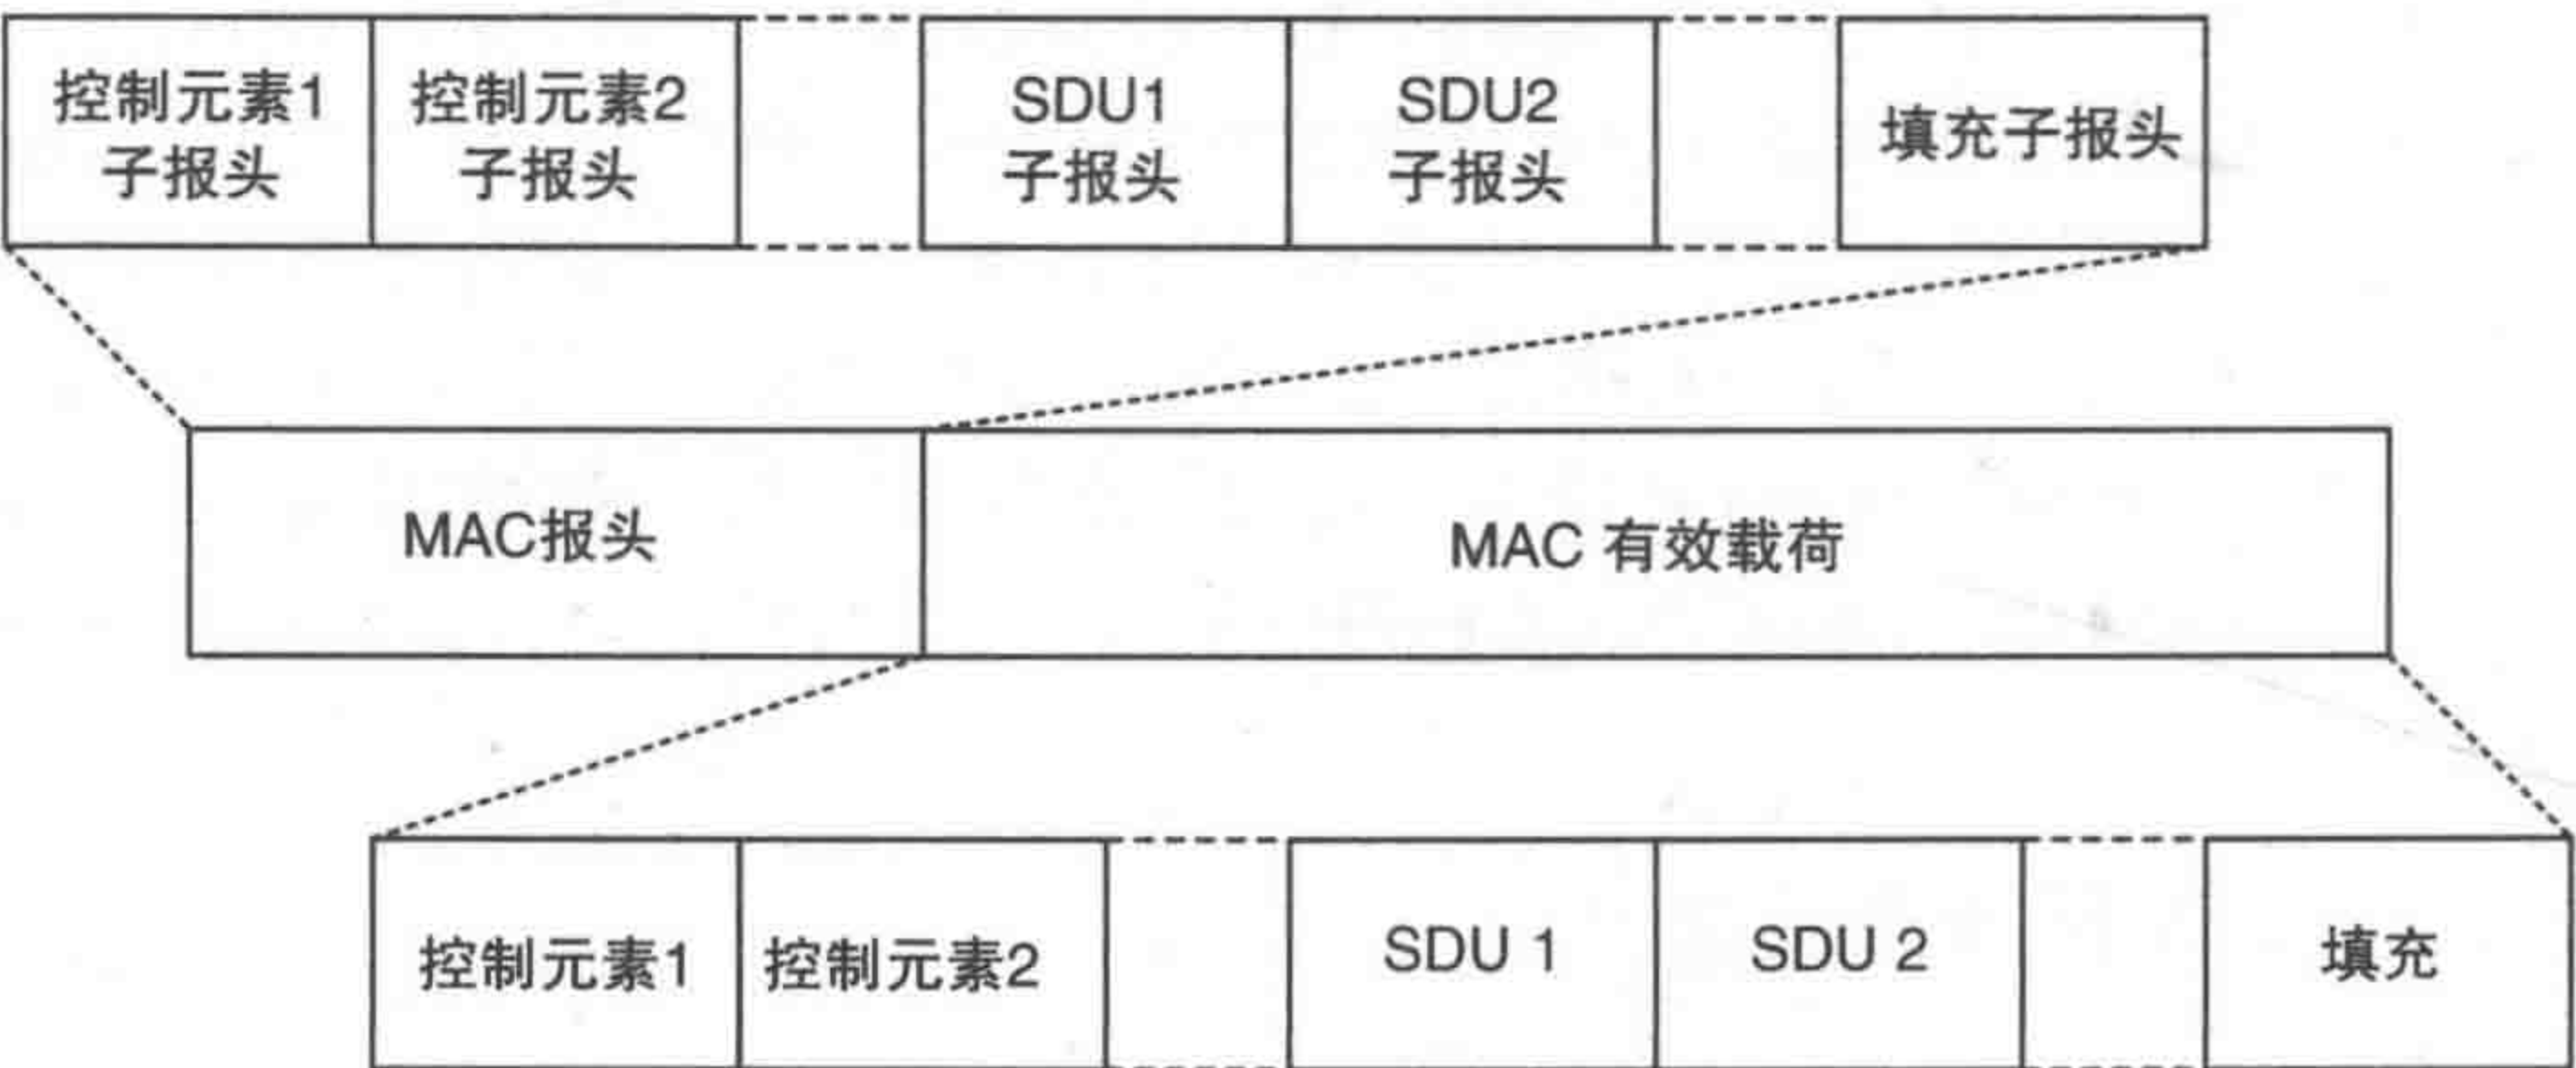 控制元素1
子报头
控制元素2
子报头
SDU1
子报头
SDU2
子报头
填充子报头
MAC报头
MAC 有效载荷
控制元素1
控制元素2
SDU 1
SDU 2
填充